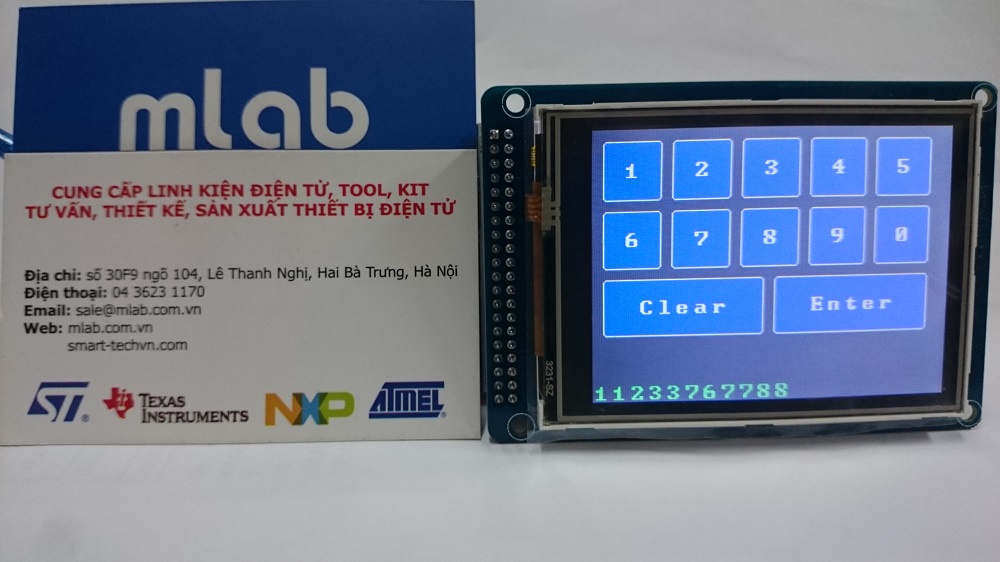 mlab
CUNG CẤP LINH KIỆN ĐIỆN TỬ, TOOL, KIT
TƯ VẤN, THIẾT KẾ, SẢN XUẤT THIẾT BỊ ĐIỆN TỬ
Địa chỉ: số 30F9 ngõ 104, Lê Thanh Nghị, Hai Bà Trưng, Hà Nội
Điện thoại: 04 3623 1170
Email: sale@mlab.com.vn
Web: mlab.com.vn
smart-techvn.com
ST
TEXAS
INSTRUMENTS
NXP
ATMEL
1 2 3 4 5
6 7 8 9 0
Clear Enter
11233767788
3231-SZ